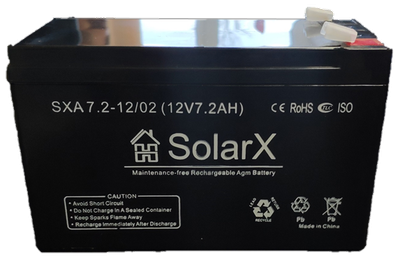 SXA 7.2-12/02 (12V7.2AH)
CE RoHS ISO
SolarX
Maintenance-free Rechargeable Agm Battery
CAUTION
• Avoid Short Circuit
• Do Not Charge In a Sealed Container
• Keep Sparks Flame Away
• Recharge Immediately After Discharge
Pb
Pb
Made in China